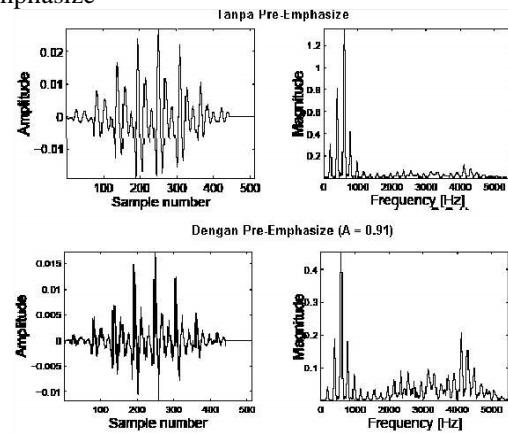 mphasize
Tanpa Pre-Emphasize
0.02
0.01
0
-0.01
Amplitude
100 200 300 400 500
Sample number
1.2
1
0.8
0.6
0.4
0.2
Magnitude
0 1000 2000 3000 4000 5000
Frequency [Hz]
Dengan Pre-Emphasize (A = 0.91)
0.015
0.01
0.005
0
-0.005
-0.01
Amplitude
100 200 300 400 500
Sample number
0.4
0.3
0.2
0.1
Magnitude
0 1000 2000 3000 4000 5000
Frequency [Hz]